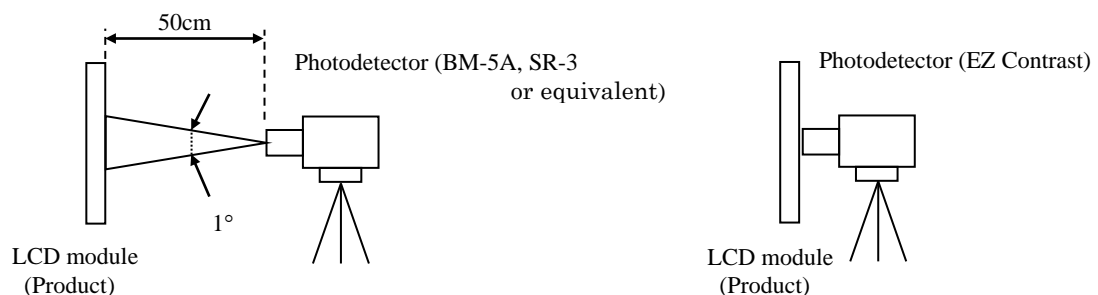 50cm
Photodetector (BM-5A, SR-3
or equivalent)
1°
LCD module
(Product)
Photodetector (EZ Contrast)
LCD module
(Product)